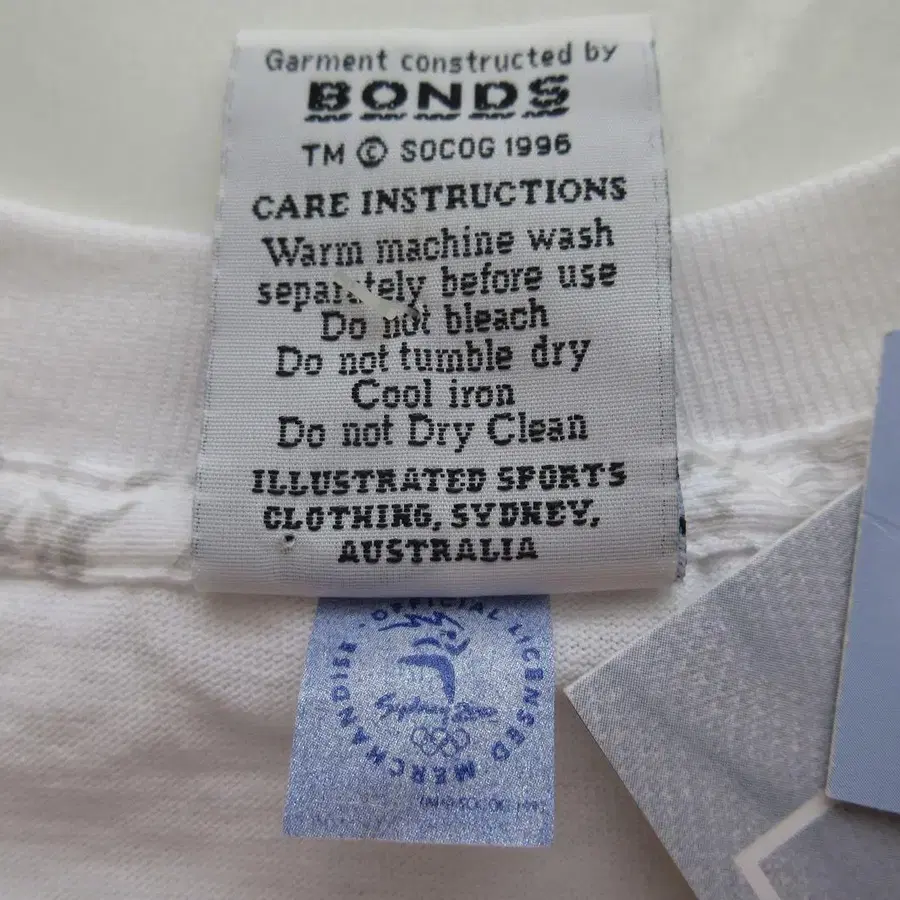 Garment constructed by
BONDS
TM © SOCOG 1996
CARE INSTRUCTIONS
Warm machine wash
separately before use
Do not bleach
Do not tumble dry
Cool iron
Do not Dry Clean
ILLUSTRATED SPORTS
CLOTHING, SYDNEY,
AUSTRALIA
OFFICIAL LICENSED MERCHANDISE
Sydney 2000